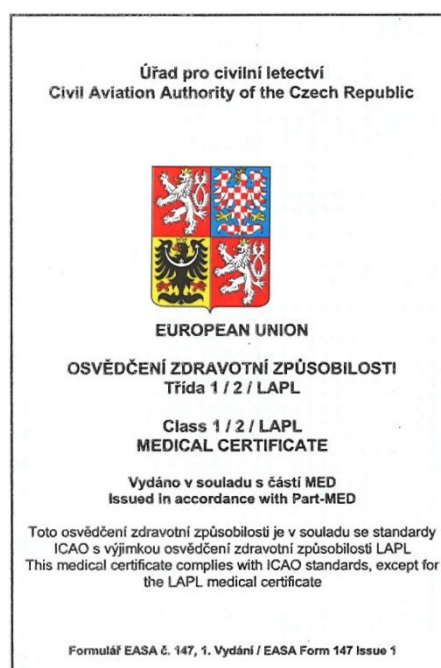 Úřad pro civilní letectví
Civil Aviation Authority of the Czech Republic
EUROPEAN UNION
OSVĚDČENÍ ZDRAVOTNÍ ZPŮSOBILOSTI
Třída 1 / 2 / LAPL
Class 1 / 2 / LAPL
MEDICAL CERTIFICATE
Vydáno v souladu s částí MED
Issued in accordance with Part-MED
Toto osvědčení zdravotní způsobilosti je v souladu se standardy
ICAO s výjimkou osvědčení zdravotní způsobilosti LAPL
This medical certificate complies with ICAO standards, except for
the LAPL medical certificate
Formulář EASA č. 147, 1. Vydání / EASA Form 147 Issue 1